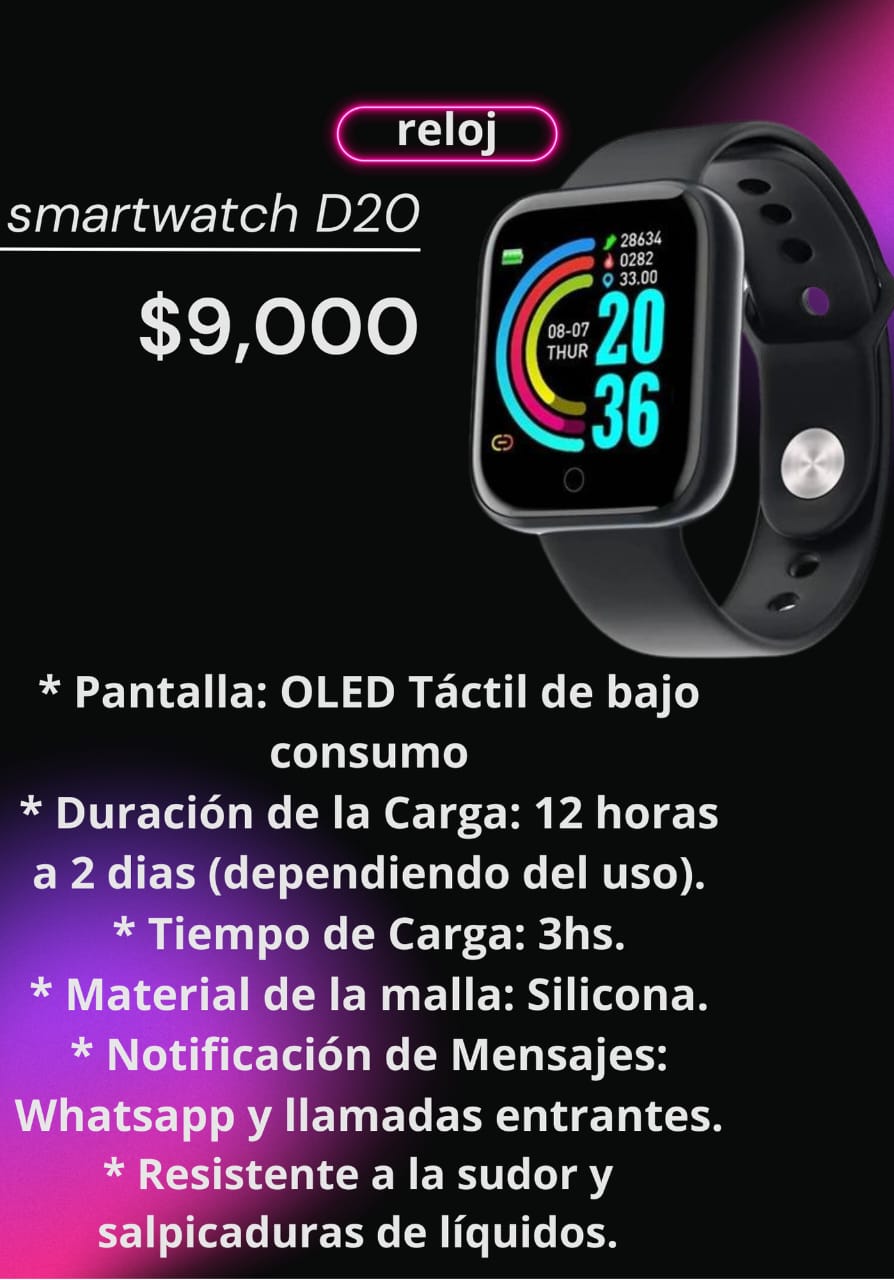 reloj
smartwatch D20
$9,000
28634
0282
33.00
08-07
THUR
20
36
* Pantalla: OLED Táctil de bajo
consumo
* Duración de la Carga: 12 horas
a 2 dias (dependiendo del uso).
* Tiempo de Carga: 3hs.
* Material de la malla: Silicona.
* Notificación de Mensajes:
Whatsapp y llamadas entrantes.
* Resistente a la sudor y
salpicaduras de líquidos.